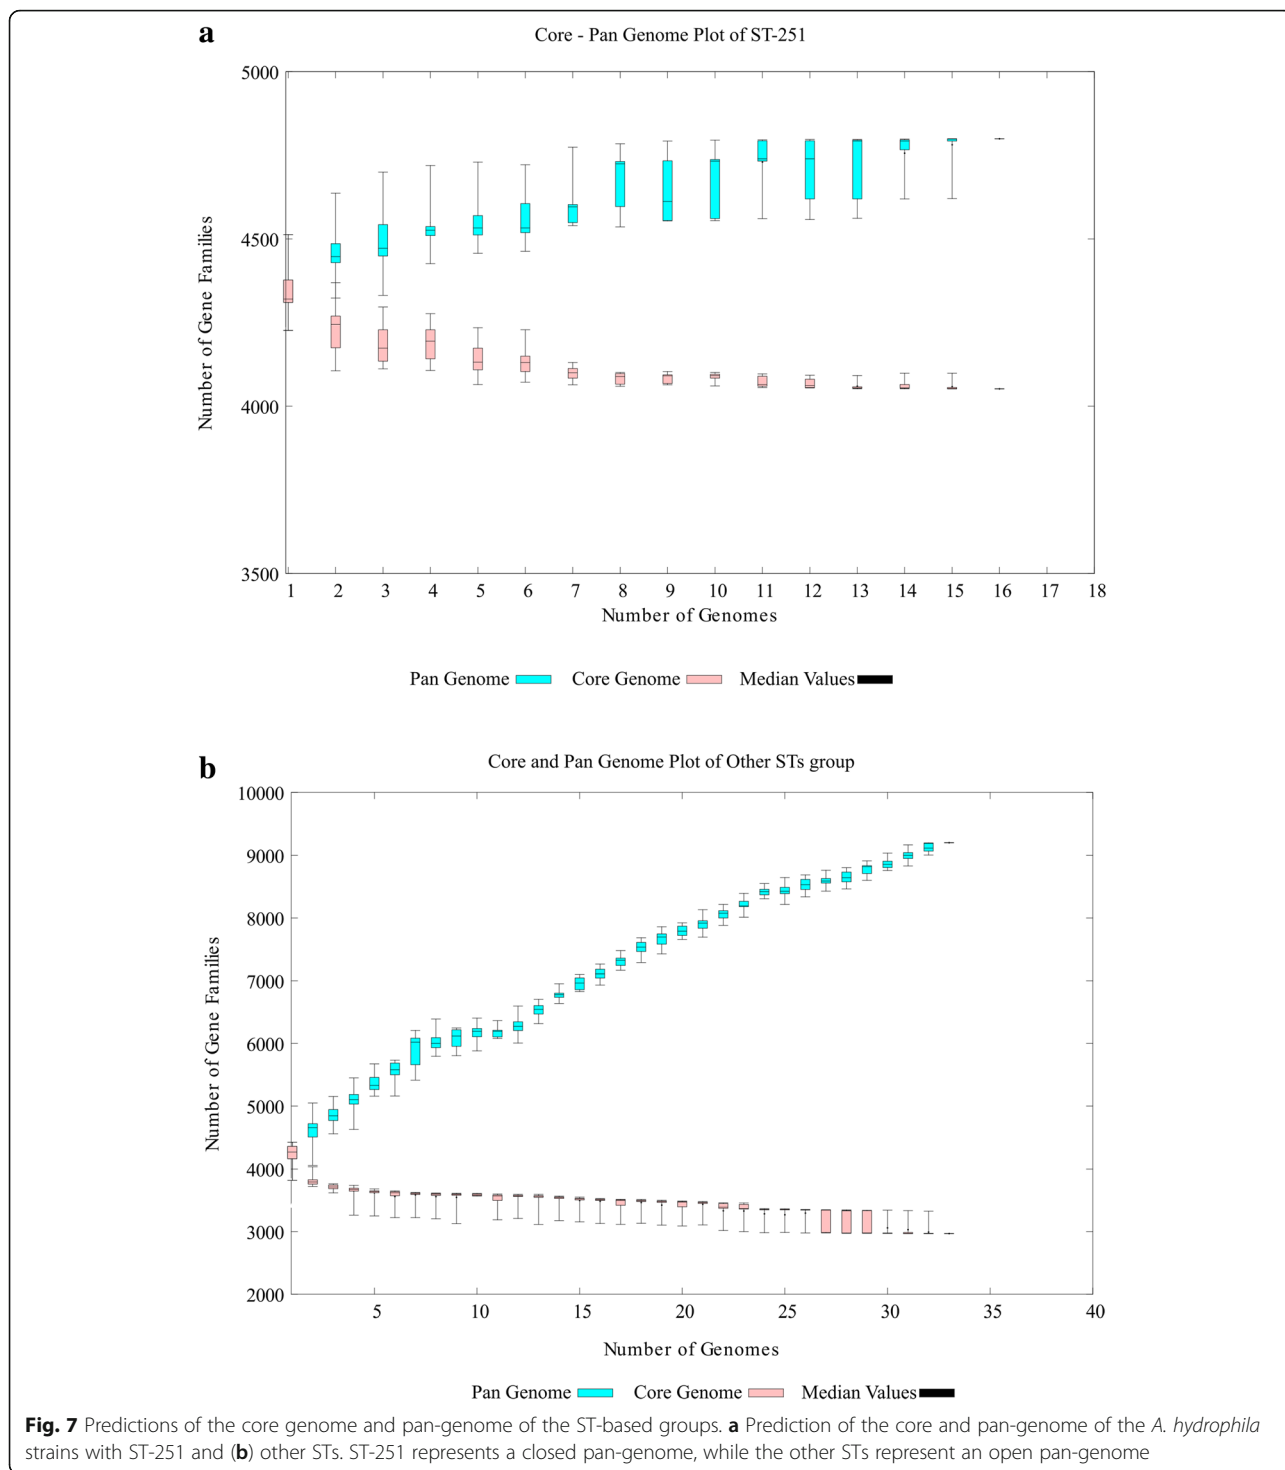 a
Core - Pan Genome Plot of ST-251
5000
4500
4000
3500
Number of Gene Families
1 2 3 4 5 6 7 8 9 10 11 12 13 14 15 16 17 18
Number of Genomes
Pan Genome Core Genome Median Values
b
Core and Pan Genome Plot of Other STs group
10000
9000
8000
7000
6000
5000
4000
3000
2000
Number of Gene Families
5 10 15 20 25 30 35 40
Number of Genomes
Pan Genome Core Genome Median Values
Fig. 7 Predictions of the core genome and pan-genome of the ST-based groups. a Prediction of the core and pan-genome of the A. hydrophila
strains with ST-251 and (b) other STs. ST-251 represents a closed pan-genome, while the other STs represent an open pan-genome